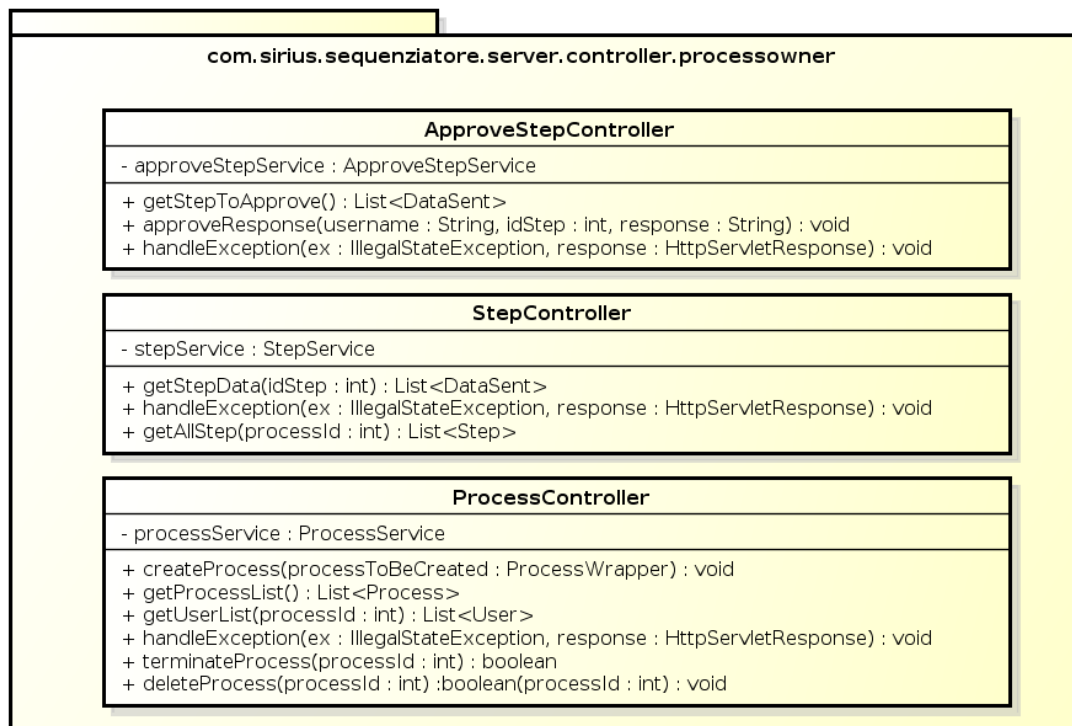 com.sirius.sequenziatore.server.controller.processowner
ApproveStepController
- approveStepService : ApproveStepService
+ getStepToApprove() : List<DataSent>
+ approveResponse(username : String, idStep : int, response : String) : void
+ handleException(ex : IllegalStateException, response : HttpServletResponse) : void
StepController
- stepService : StepService
+ getStepData(idStep : int) : List<DataSent>
+ handleException(ex : IllegalStateException, response : HttpServletResponse) : void
+ getAllStep(processId : int) : List<Step>
ProcessController
- processService : ProcessService
+ createProcess(processToBeCreated : ProcessWrapper) : void
+ getProcessList() : List<Process>
+ getUserList(processId : int) : List<User>
+ handleException(ex : IllegalStateException, response : HttpServletResponse) : void
+ terminateProcess(processId : int) : boolean
+ deleteProcess(processId : int) :boolean(processId : int) : void